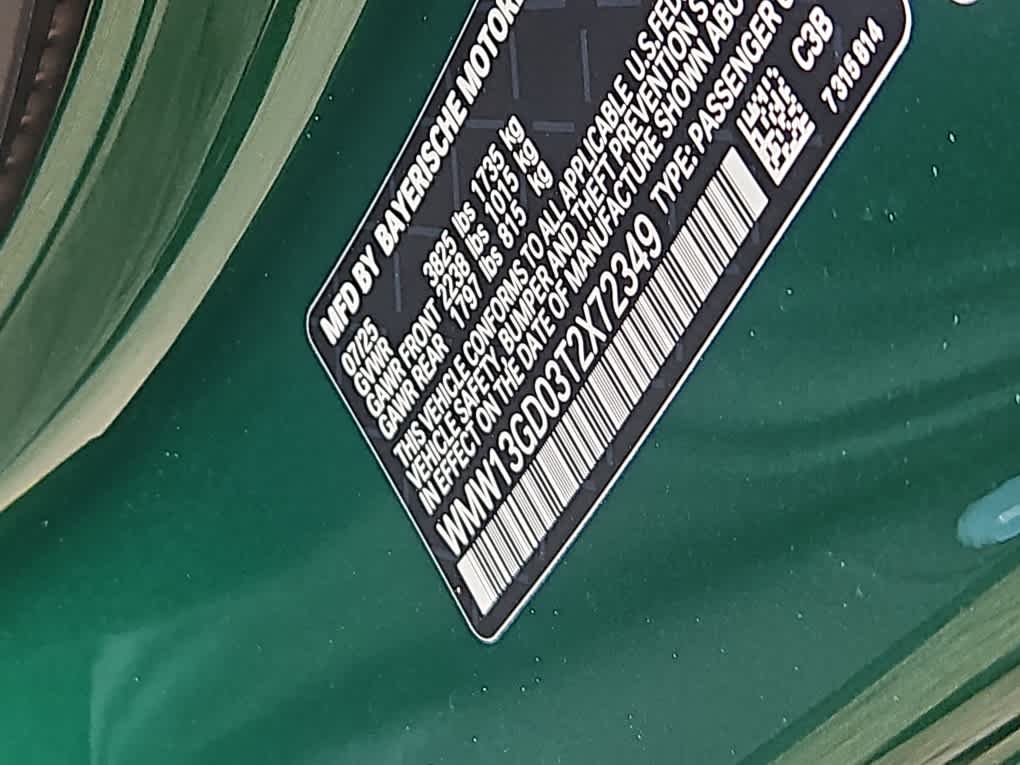 MFD BY BAYERISCHE MOTOR
07/25
GVWR 3825 lbs 1735 kg
GAWR FRONT 2238 lbs 1015 kg
GAWR REAR 1797 lbs 815 kg
THIS VEHICLE CONFORMS TO ALL APPLICABLE U.S.FED
VEHICLE SAFETY, BUMPER AND THEFT PREVENTION S
IN EFFECT ON THE DATE OF MANUFACTURE SHOWN ABO
WMW13GD03T2X72349 TYPE: PASSENGER
C3B
7315 814